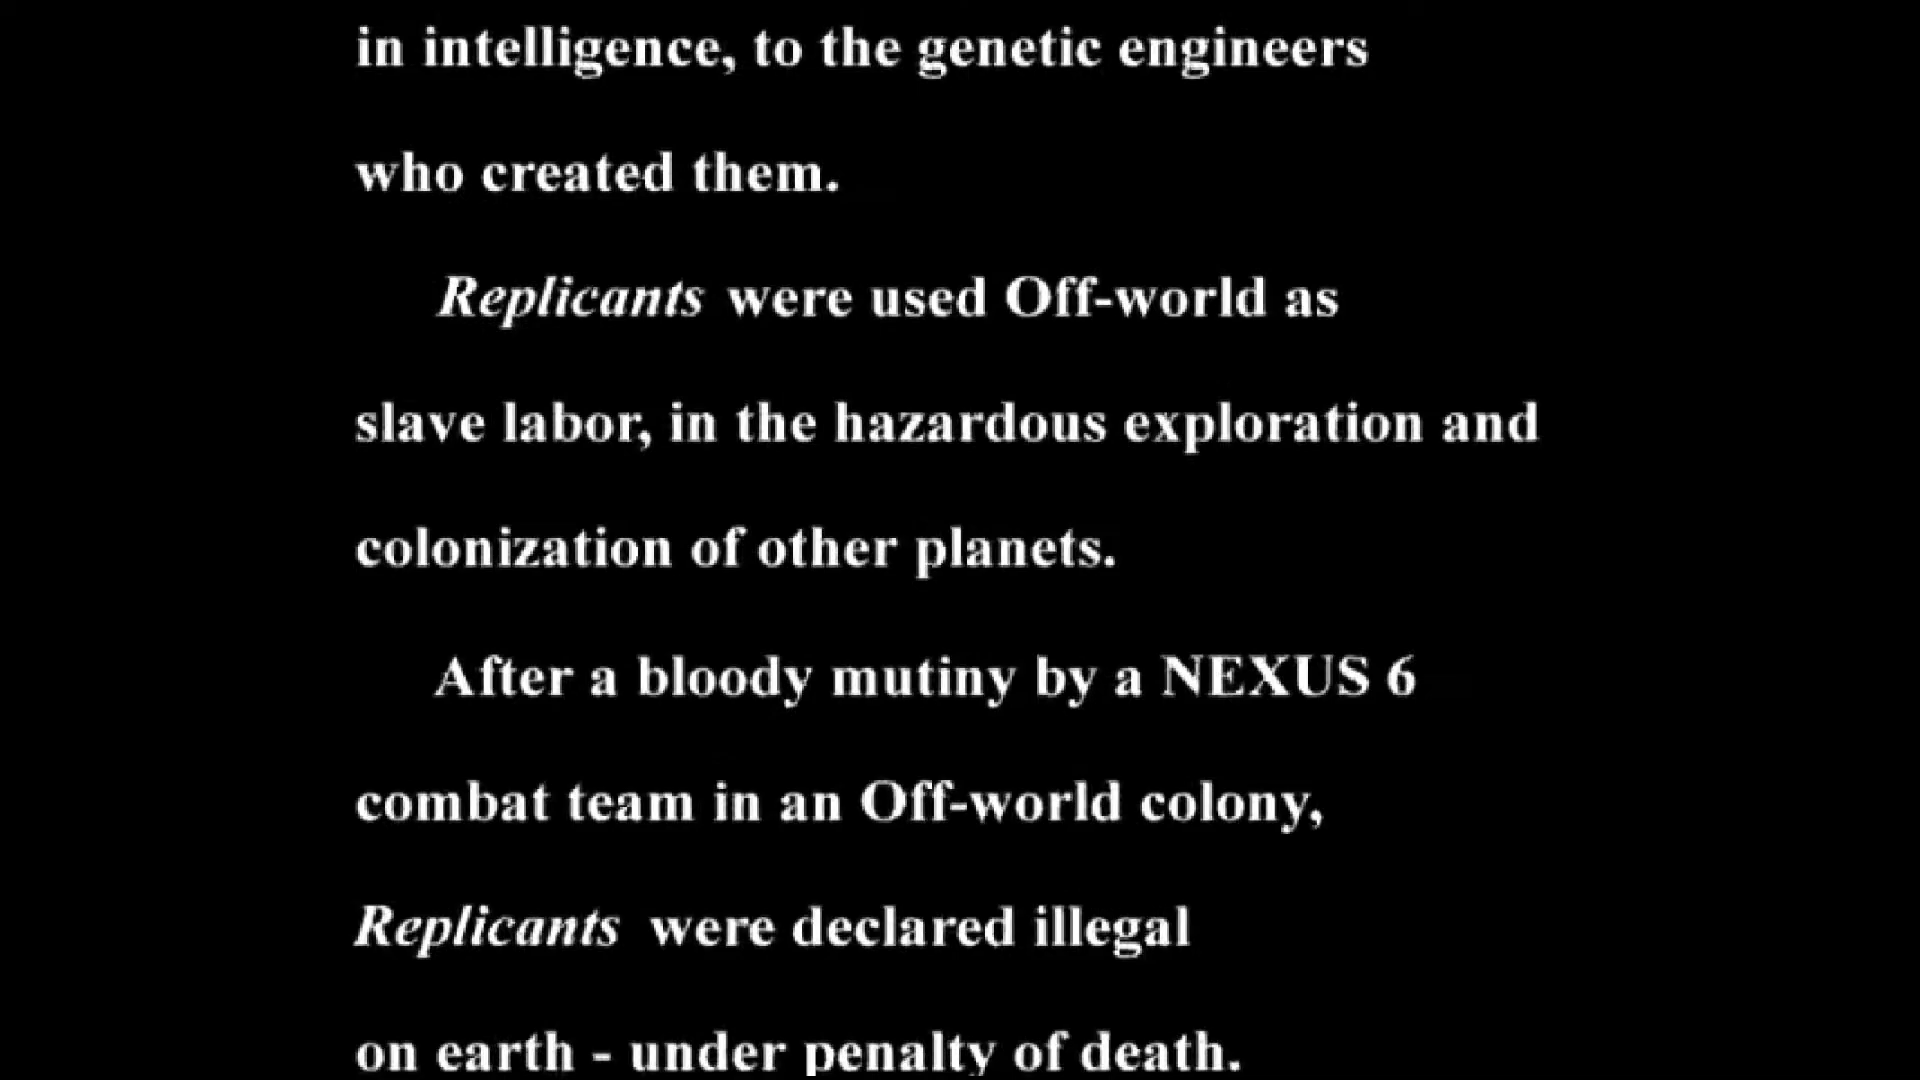 in intelligence, to the genetic engineers
who created them.
Replicants were used Off-world as
slave labor, in the hazardous exploration and
colonization of other planets.
After a bloody mutiny by a NEXUS 6
combat team in an Off-world colony,
Replicants were declared illegal
on earth - under penalty of death.